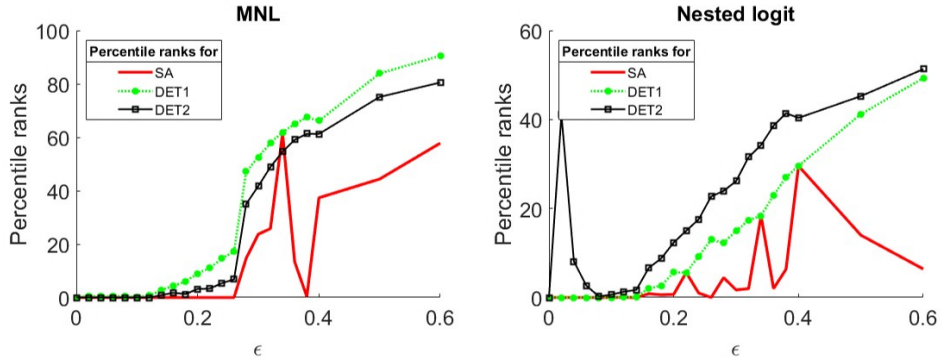 MNL
Percentile ranks
100
80
60
40
20
0
Percentile ranks for
SA
DET1
DET2
0 0.2 0.4 0.6
ϵ
Nested logit
Percentile ranks
60
40
20
0
Percentile ranks for
SA
DET1
DET2
0 0.2 0.4 0.6
ϵ